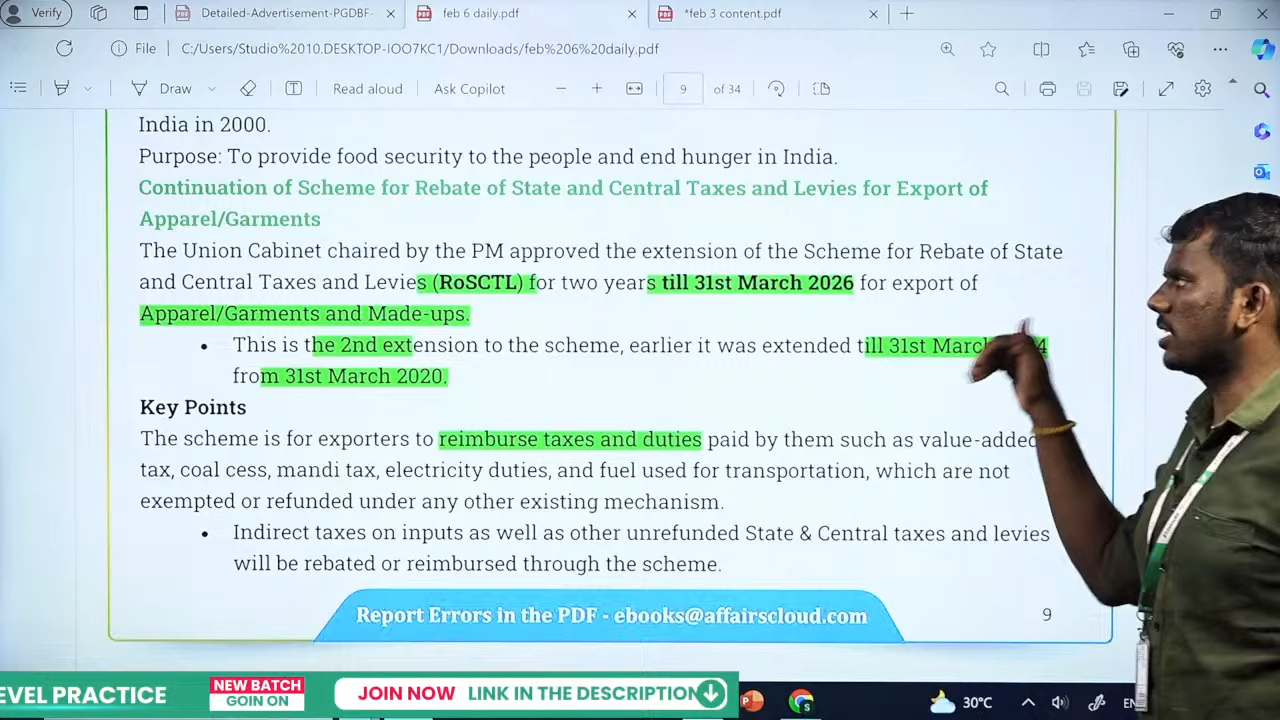 Verify
Detailed-Advertisement-PGDBF-
feb 6 daily.pdf
*feb 3 content.pdf
File
C:/Users/Studio%2010.DESKTOP-IOO7KC1/Downloads/feb%206%20daily.pdf
Draw
Read aloud
Ask Copilot
9
of 34
India in 2000.
Purpose: To provide food security to the people and end hunger in India.
Continuation of Scheme for Rebate of State and Central Taxes and Levies for Export of
Apparel/Garments
The Union Cabinet chaired by the PM approved the extension of the Scheme for Rebate of State
and Central Taxes and Levies (RoSCTL) for two years till 31st March 2026 for export of
Apparel/Garments and Made-ups.
• This is the 2nd extension to the scheme, earlier it was extended till 31st March
from 31st March 2020.
Key Points
The scheme is for exporters to reimburse taxes and duties paid by them such as value-added
tax, coal cess, mandi tax, electricity duties, and fuel used for transportation, which are not
exempted or refunded under any other existing mechanism.
• Indirect taxes on inputs as well as other unrefunded State & Central taxes and levies
will be rebated or reimbursed through the scheme.
Report Errors in the PDF - ebooks@affairscloud.com
9
EVEL PRACTICE
NEW BATCH
GOIN ON
JOIN NOW LINK IN THE DESCRIPTION
30°C
EN